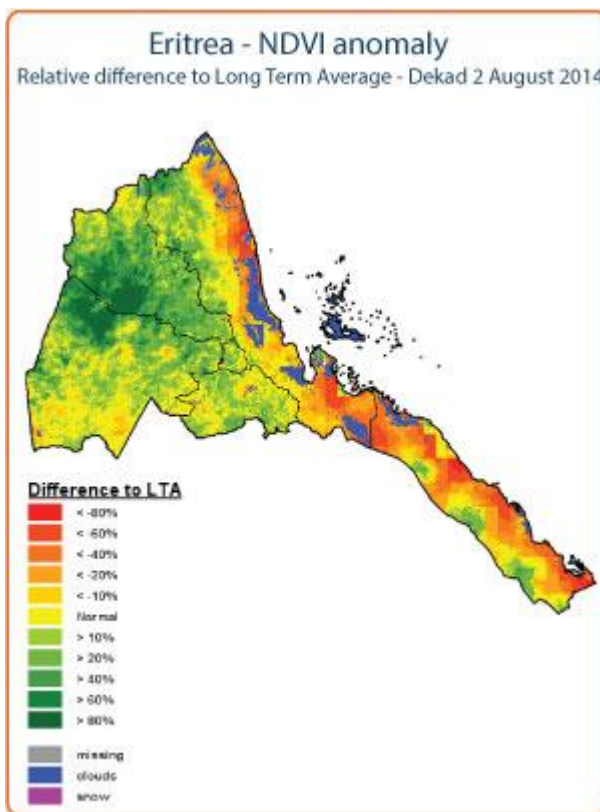 Eritrea - NDVI anomaly
Relative difference to Long Term Average - Dekad 2 August 2014
Difference to LTA
< -80%
< -60%
< -40%
< -20%
< -10%
Normal
> 10%
> 20%
> 40%
> 60%
> 80%
missing
clouds
snow